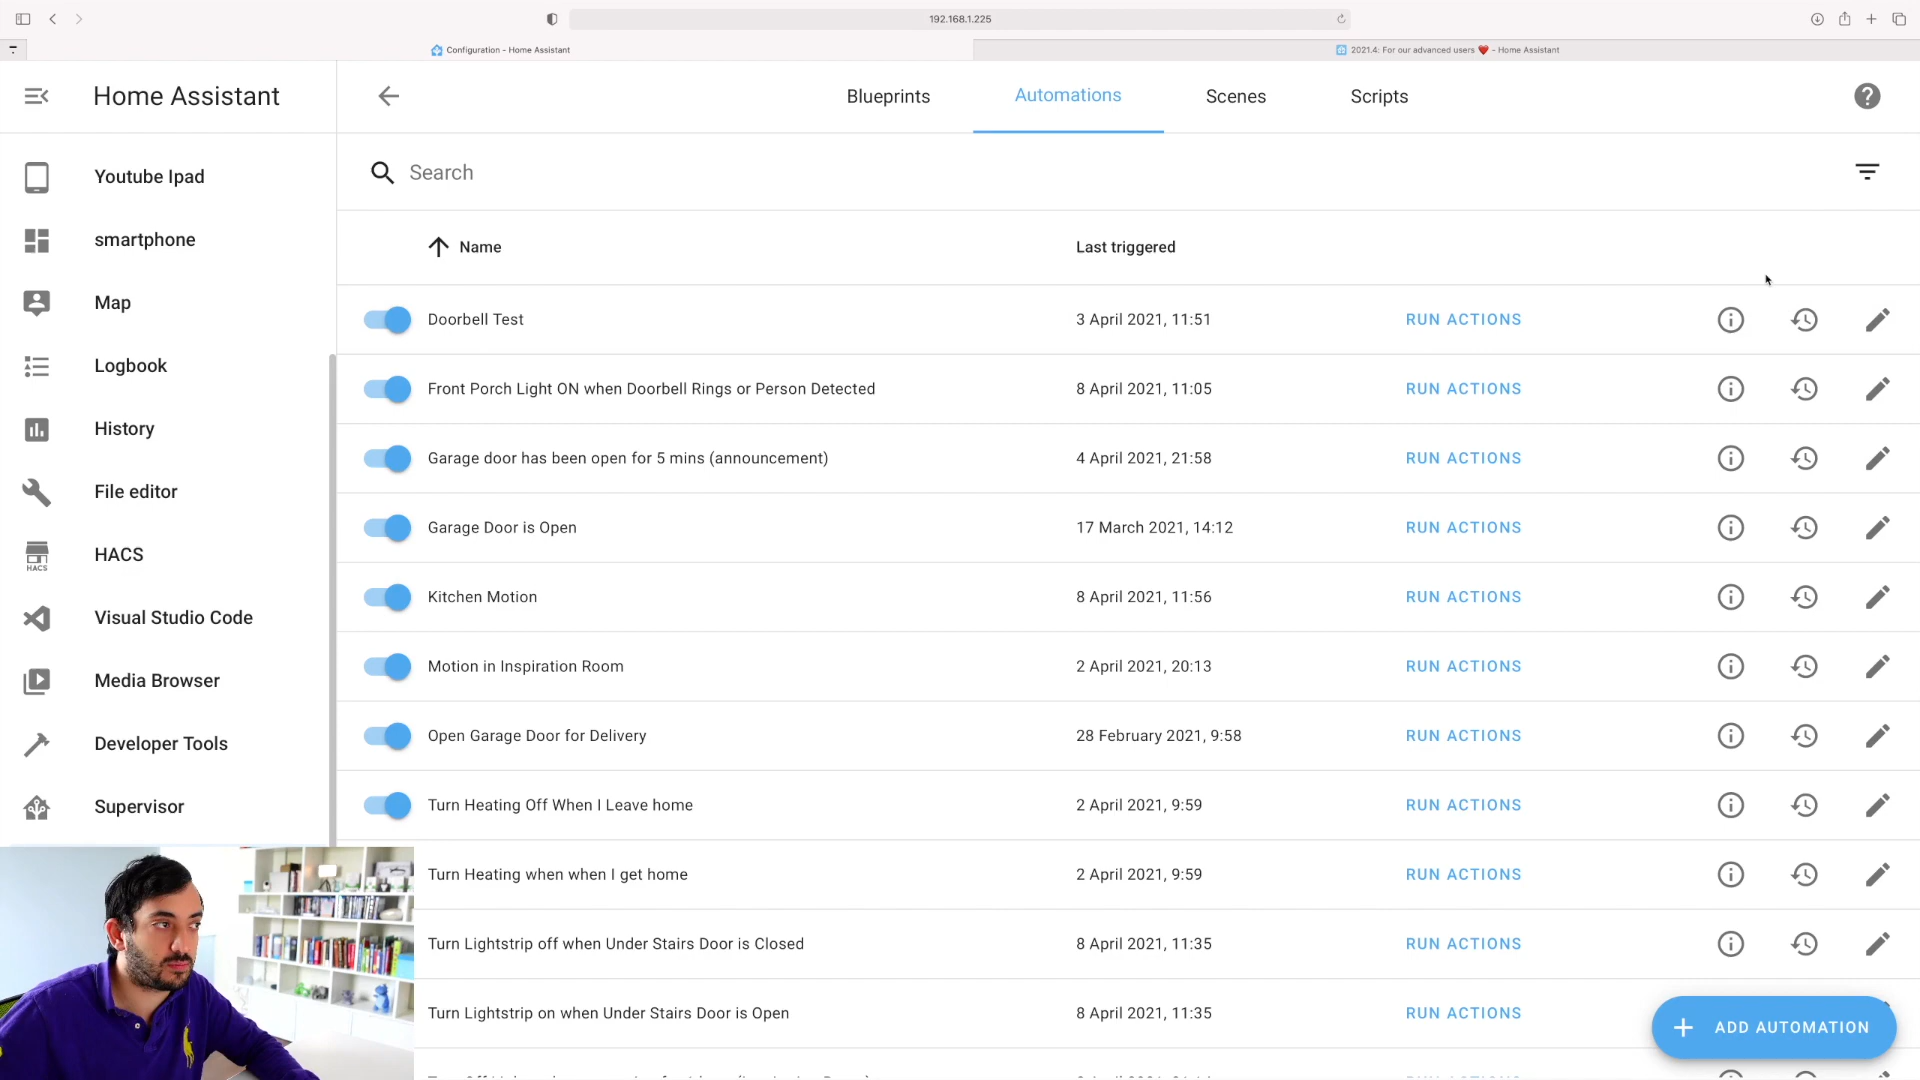 192.168.1.225
Configuration - Home Assistant
2021.4: For our advanced users ❤️ - Home Assistant
Home Assistant
Blueprints
Automations
Scenes
Scripts
Youtube Ipad
smartphone
Map
Logbook
History
File editor
HACS
HACS
Visual Studio Code
Media Browser
Developer Tools
Supervisor
Search
Name Last triggered
Doorbell Test 3 April 2021, 11:51 RUN ACTIONS
Front Porch Light ON when Doorbell Rings or Person Detected 8 April 2021, 11:05 RUN ACTIONS
Garage door has been open for 5 mins (announcement) 4 April 2021, 21:58 RUN ACTIONS
Garage Door is Open 17 March 2021, 14:12 RUN ACTIONS
Kitchen Motion 8 April 2021, 11:56 RUN ACTIONS
Motion in Inspiration Room 2 April 2021, 20:13 RUN ACTIONS
Open Garage Door for Delivery 28 February 2021, 9:58 RUN ACTIONS
Turn Heating Off When I Leave home 2 April 2021, 9:59 RUN ACTIONS
Turn Heating when when I get home 2 April 2021, 9:59 RUN ACTIONS
Turn Lightstrip off when Under Stairs Door is Closed 8 April 2021, 11:35 RUN ACTIONS
Turn Lightstrip on when Under Stairs Door is Open 8 April 2021, 11:35 RUN ACTIONS
ADD AUTOMATION